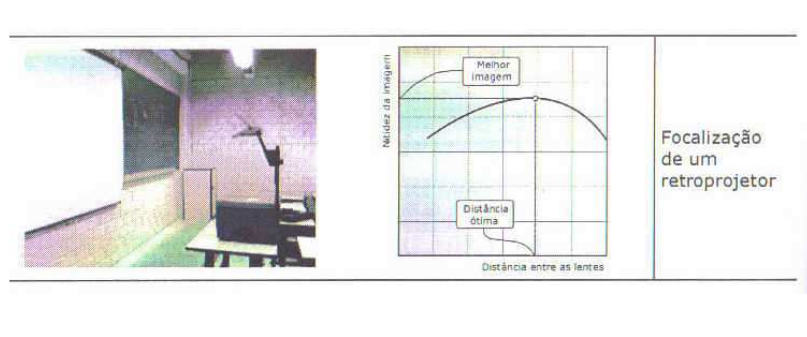 Nitidez da imagem
Melhor
imagem
Distância
ótima
Distância entre as lentes
Focalização
de um
retroprojetor